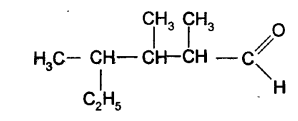 CH₃ CH₃
O
H₃C — CH — CH — CH — C
H
C₂H₅